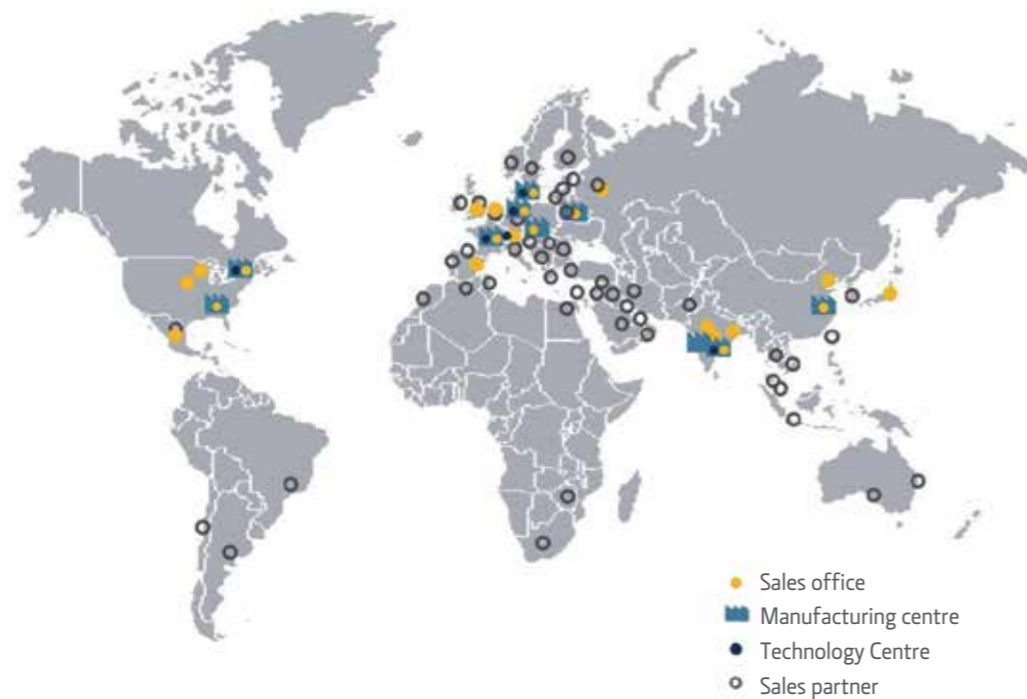 Sales office
Manufacturing centre
Technology Centre
Sales partner